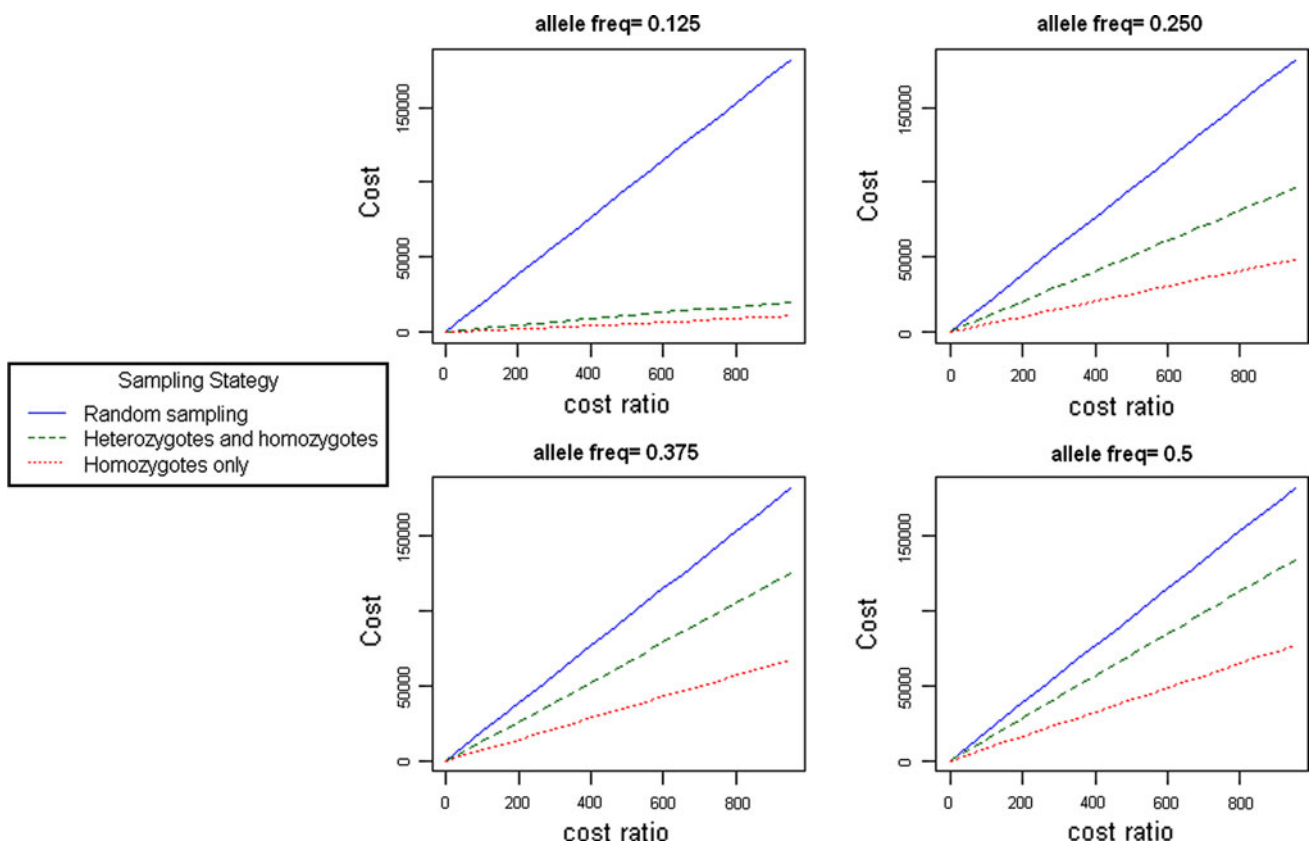 allele freq= 0.125
150000
50000
0
Cost
0 200 400 600 800
cost ratio
allele freq= 0.250
150000
50000
0
Cost
0 200 400 600 800
cost ratio
Sampling Stategy
Random sampling
Heterozygotes and homozygotes
Homozygotes only
allele freq= 0.375
150000
50000
0
Cost
0 200 400 600 800
cost ratio
allele freq= 0.5
150000
50000
0
Cost
0 200 400 600 800
cost ratio